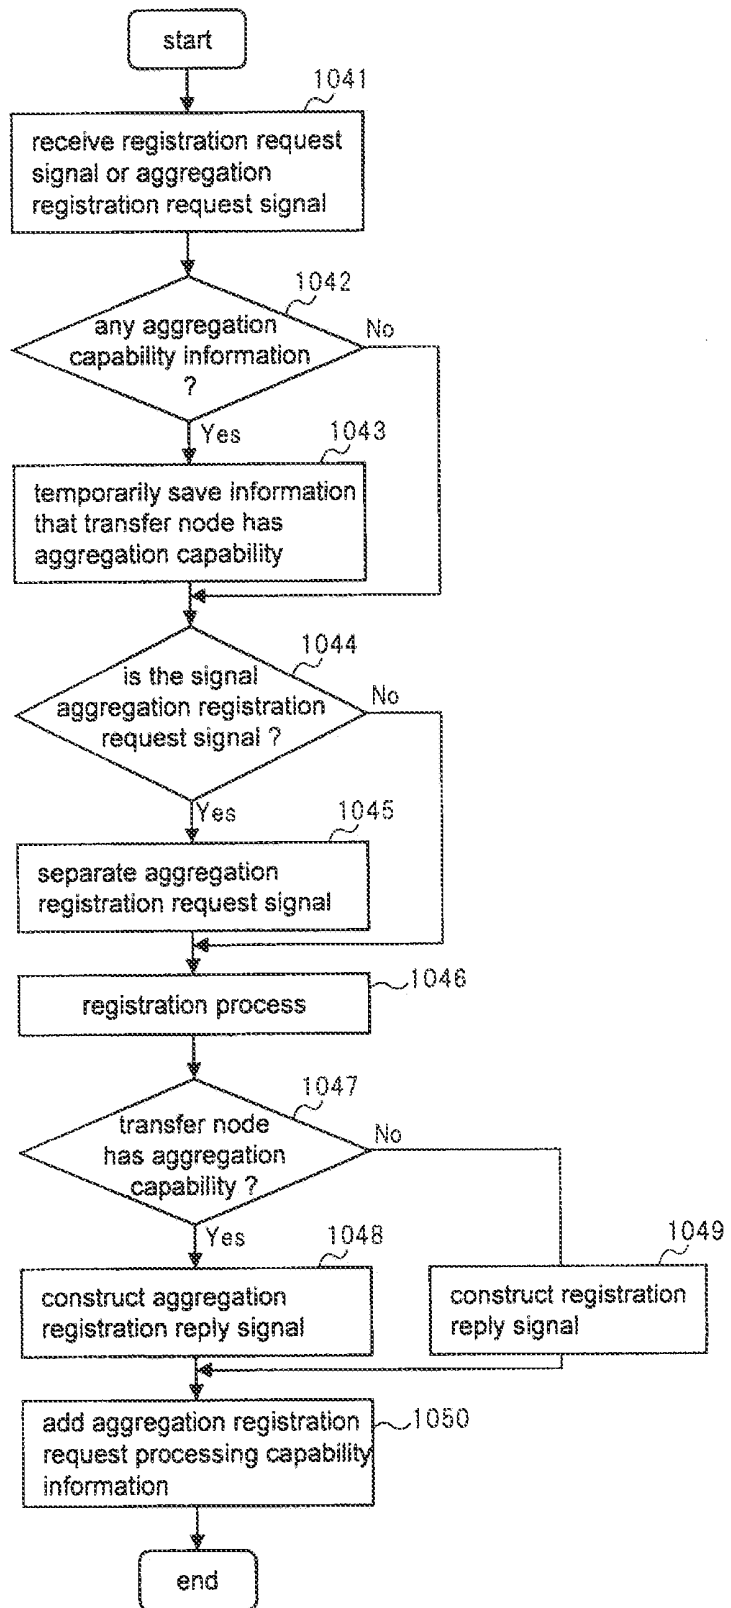 start
1041
receive registration request
signal or aggregation
registration request signal
1042
any aggregation
capability information
?
No
Yes
1043
temporarily save information
that transfer node has
aggregation capability
1044
is the signal
aggregation registration
request signal ?
No
Yes
1045
separate aggregation
registration request signal
registration process
1046
1047
transfer node
has aggregation
capability ?
No
Yes
1048
construct aggregation
registration reply signal
1049
construct registration
reply signal
add aggregation registration
request processing capability
information
1050
end